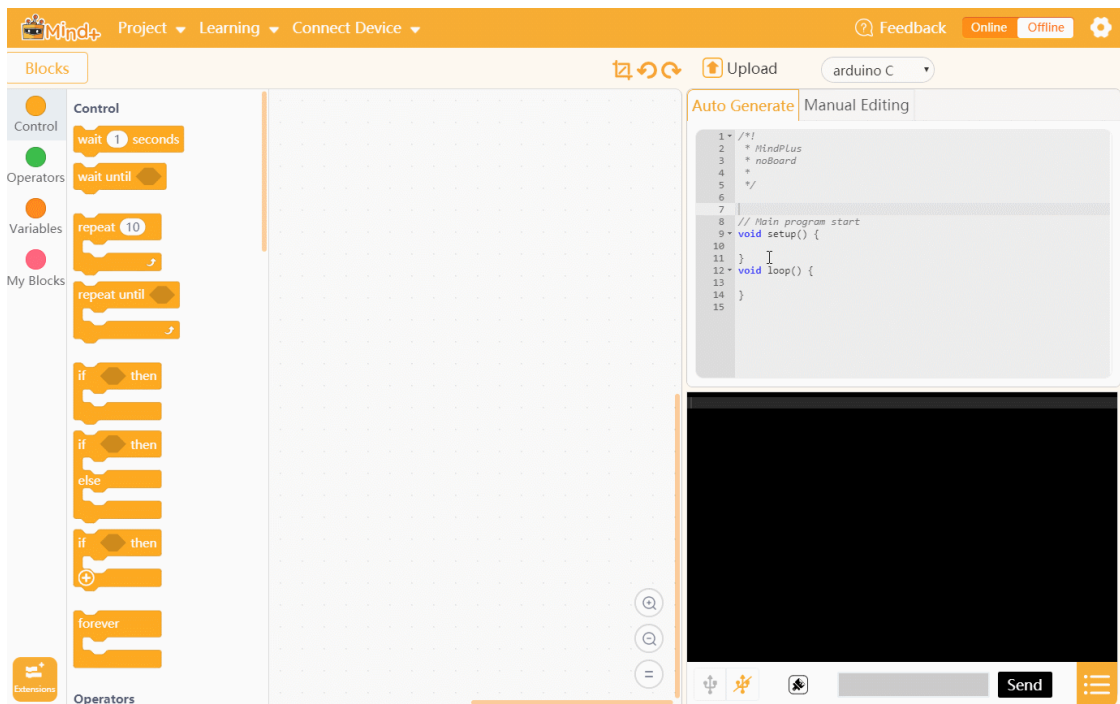 Mind+ Project Learning Connect Device Feedback Online Offline
Blocks Upload arduino C
Control
Operators
Variables
My Blocks
Extensions
Control
wait 1 seconds
wait until
repeat 10
repeat until
if then
if then
else
if then
forever
Operators
Auto Generate Manual Editing
1 /*!
2 * MindPlus
3 * noBoard
4 *
5 */
6
7
8 // Main program start
9 void setup() {
10
11 }
12 void loop() {
13
14 }
15
Send